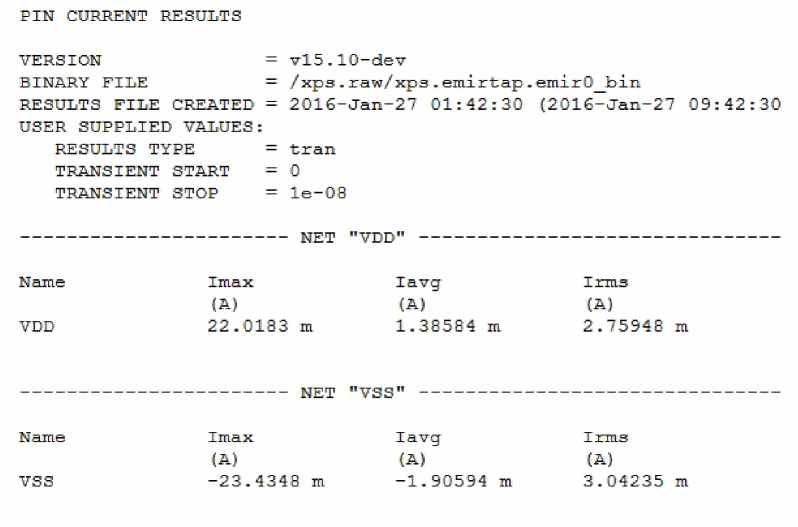 PIN CURRENT RESULTS
VERSION = v15.10-dev
BINARY FILE = /xps.raw/xps.emirtap.emir0_bin
RESULTS FILE CREATED = 2016-Jan-27 01:42:30 (2016-Jan-27 09:42:30
USER SUPPLIED VALUES:
RESULTS TYPE = tran
TRANSIENT START = 0
TRANSIENT STOP = 1e-08
----------------------- NET "VDD" -------------------------------
Name Imax Iavg Irms
(A) (A) (A)
VDD 22.0183 m 1.38584 m 2.75948 m
----------------------- NET "VSS" -------------------------------
Name Imax Iavg Irms
(A) (A) (A)
VSS -23.4348 m -1.90594 m 3.04235 m